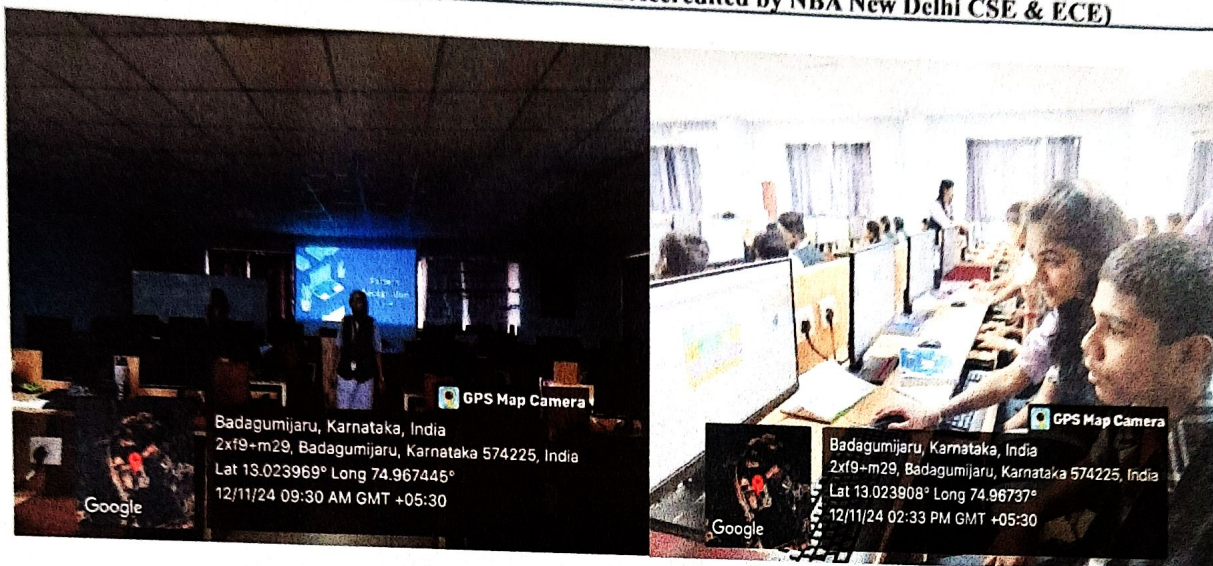 Accredited by NBA New Delhi CSE & ECE)
Pattern
Recognition
GPS Map Camera
Badagumijaru, Karnataka, India
2xf9+m29, Badagumijaru, Karnataka 574225, India
Lat 13.023969° Long 74.967445°
12/11/24 09:30 AM GMT +05:30
Google
GPS Map Camera
Badagumijaru, Karnataka, India
2xf9+m29, Badagumijaru, Karnataka 574225, India
Lat 13.023908° Long 74.96737°
12/11/24 02:33 PM GMT +05:30
Google